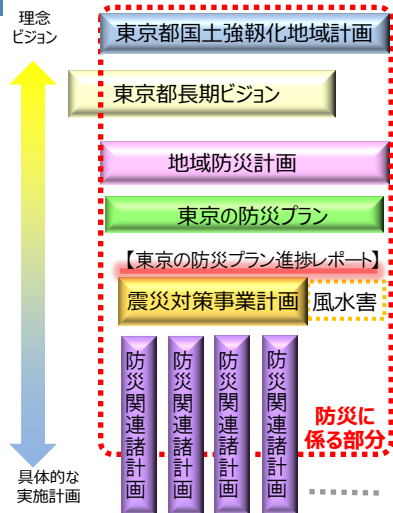 理念
ビジョン
東京都国土強靱化地域計画
東京都長期ビジョン
地域防災計画
東京の防災プラン
【東京の防災プラン進捗レポート】
震災対策事業計画
風水害
防災関連諸計画
防災関連諸計画
防災関連諸計画
防災関連諸計画
防災に
係る部分
具体的な
実施計画